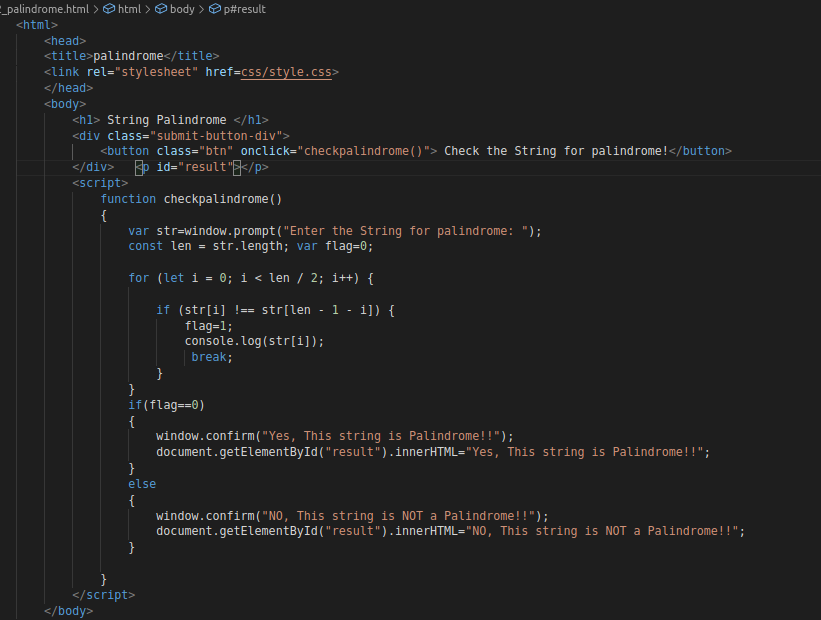 2_palindrome.html > html > body > p#result
<html>
    <head>
    <title>palindrome</title>
    <link rel="stylesheet" href=css/style.css>
    </head>
    <body>
        <h1> String Palindrome </h1>
        <div class="submit-button-div">
            <button class="btn" onclick="checkpalindrome()"> Check the String for palindrome!</button>
        </div>   <p id="result"></p>
        <script>
            function checkpalindrome()
            {
                var str=window.prompt("Enter the String for palindrome: ");
                const len = str.length; var flag=0;
                for (let i = 0; i < len / 2; i++) {
                    if (str[i] !== str[len - 1 - i]) {
                        flag=1;
                        console.log(str[i]);
                         break;
                    }
                }
                if(flag==0)
                {
                    window.confirm("Yes, This string is Palindrome!!");
                    document.getElementById("result").innerHTML="Yes, This string is Palindrome!!";
                }
                else
                {
                    window.confirm("NO, This string is NOT a Palindrome!!");
                    document.getElementById("result").innerHTML="NO, This string is NOT a Palindrome!!";
                }
            }
        </script>
    </body>